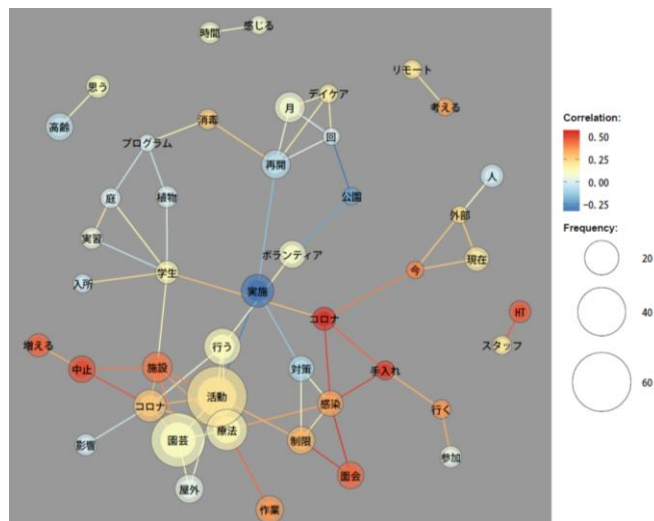 感じる
時間
リモート
考える
思う
高齢
月
デイケア
消毒
回
プログラム
再開
人
庭
植物
公園
外部
実習
ボランティア
現在
学生
今
入所
実施
コロナ
HT
増える
行う
スタッフ
中止
施設
対策
手入れ
活動
コロナ
感染
行く
影響
園芸
療法
制限
参加
屋外
面会
作業
Correlation:
0.50
0.25
0.00
-0.25
Frequency:
20
40
60